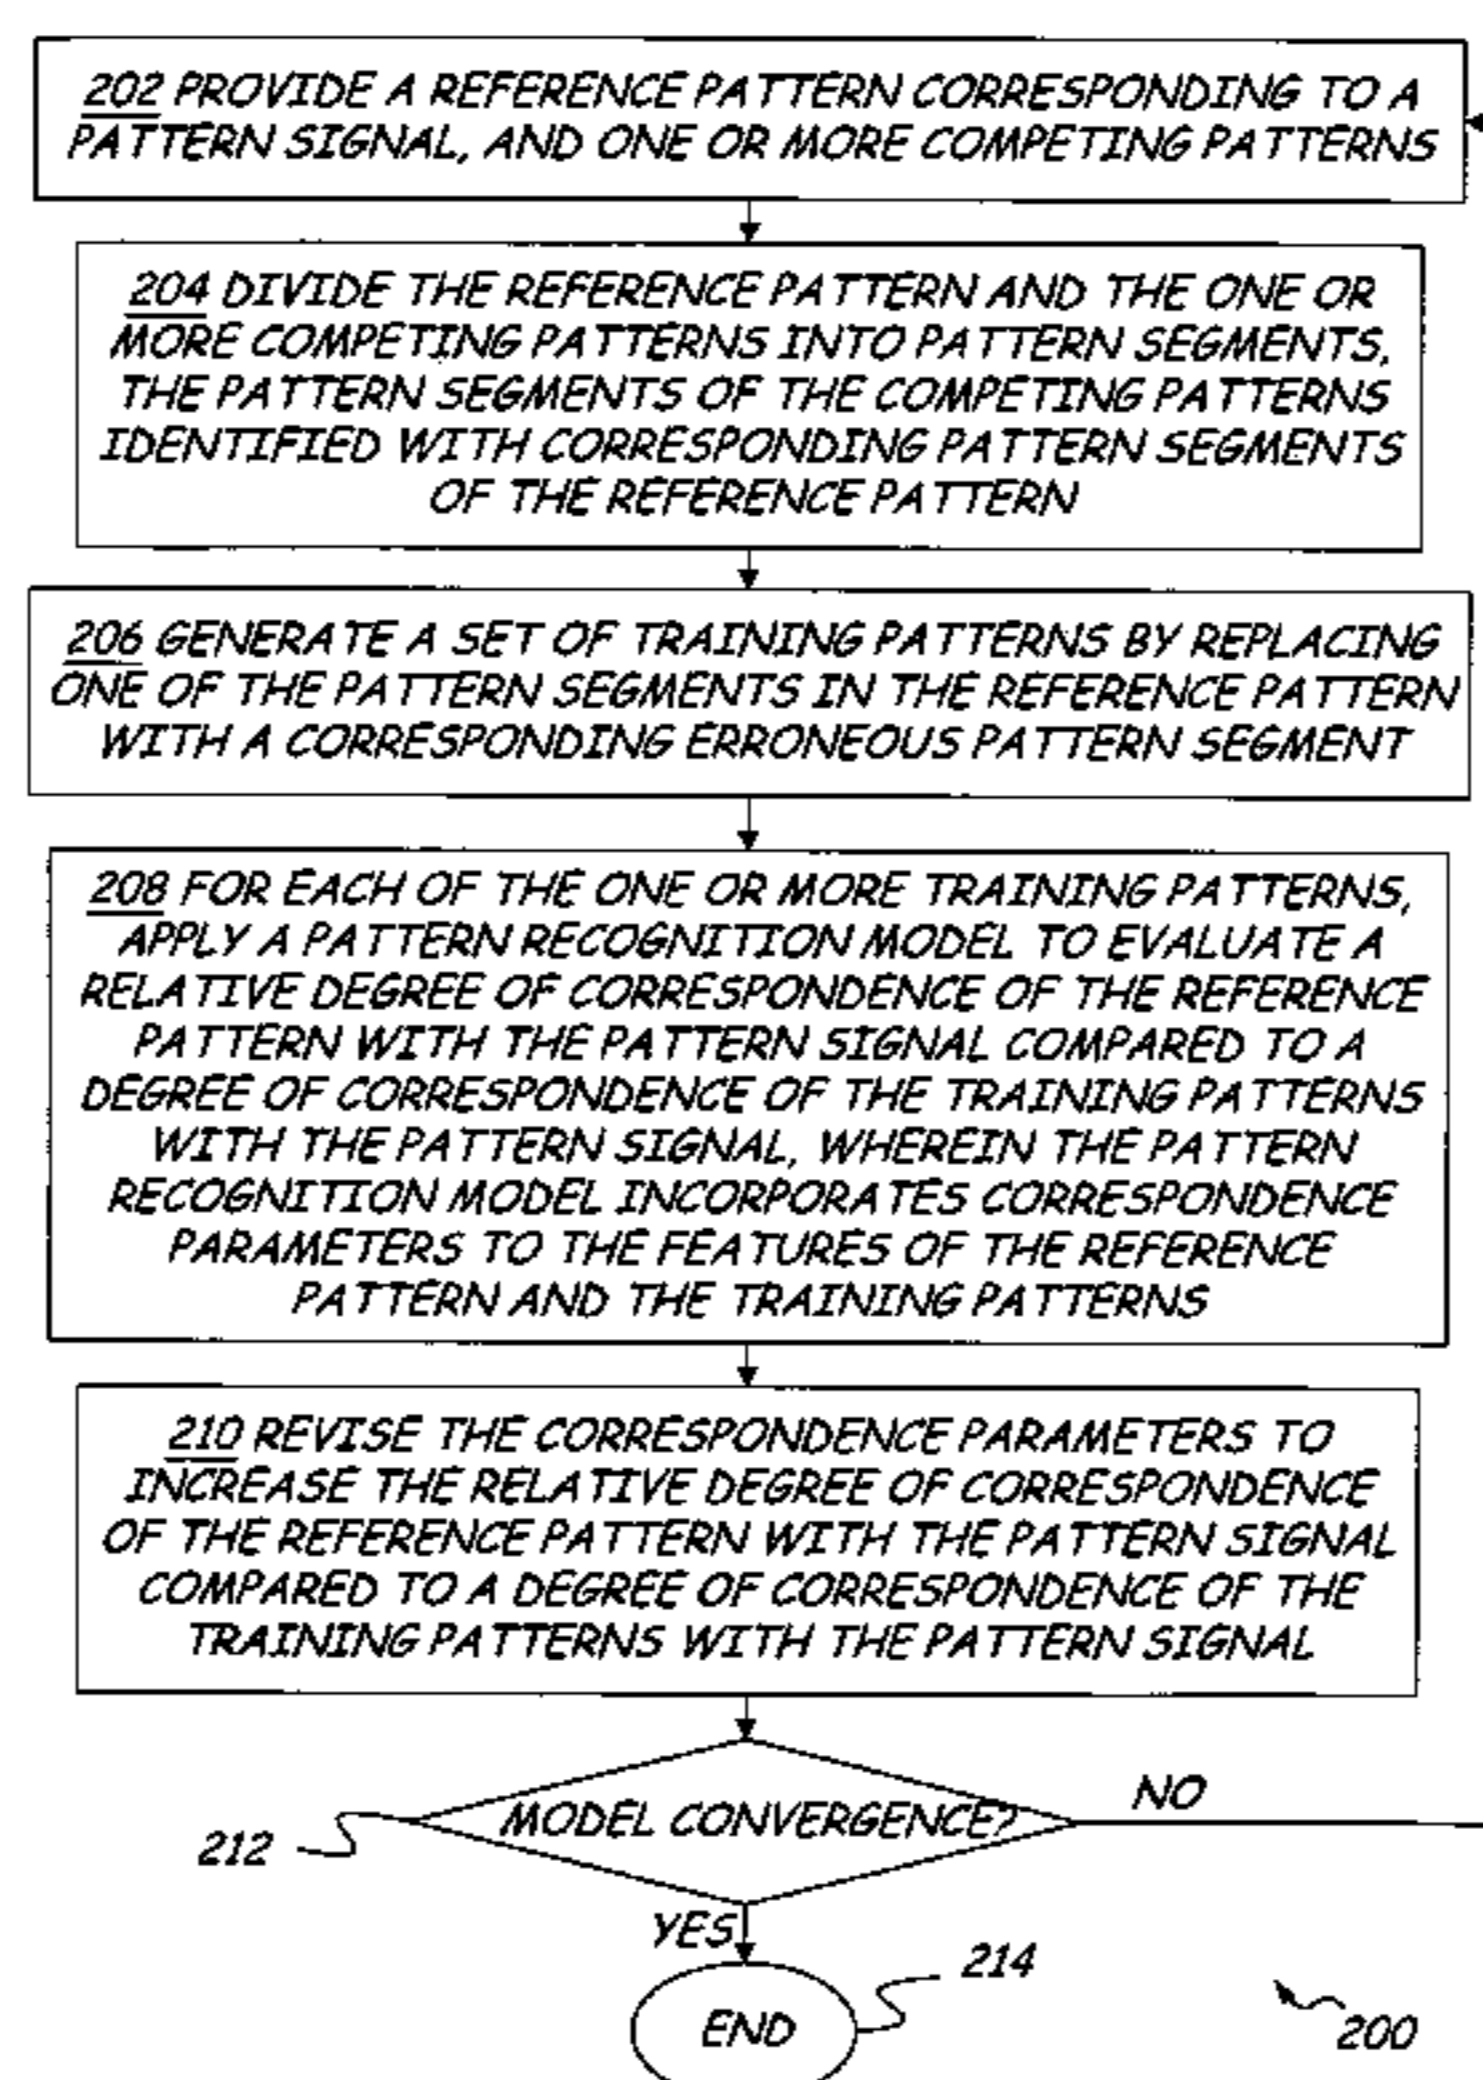 202 PROVIDE A REFERENCE PATTERN CORRESPONDING TO A
PATTERN SIGNAL, AND ONE OR MORE COMPETING PATTERNS
204 DIVIDE THE REFERENCE PATTERN AND THE ONE OR
MORE COMPETING PATTERNS INTO PATTERN SEGMENTS,
THE PATTERN SEGMENTS OF THE COMPETING PATTERNS
IDENTIFIED WITH CORRESPONDING PATTERN SEGMENTS
OF THE REFERENCE PATTERN
206 GENERATE A SET OF TRAINING PATTERNS BY REPLACING
ONE OF THE PATTERN SEGMENTS IN THE REFERENCE PATTERN
WITH A CORRESPONDING ERRONEOUS PATTERN SEGMENT
208 FOR EACH OF THE ONE OR MORE TRAINING PATTERNS,
APPLY A PATTERN RECOGNITION MODEL TO EVALUATE A
RELATIVE DEGREE OF CORRESPONDENCE OF THE REFERENCE
PATTERN WITH THE PATTERN SIGNAL COMPARED TO A
DEGREE OF CORRESPONDENCE OF THE TRAINING PATTERNS
WITH THE PATTERN SIGNAL, WHEREIN THE PATTERN
RECOGNITION MODEL INCORPORATES CORRESPONDENCE
PARAMETERS TO THE FEATURES OF THE REFERENCE
PATTERN AND THE TRAINING PATTERNS
210 REVISE THE CORRESPONDENCE PARAMETERS TO
INCREASE THE RELATIVE DEGREE OF CORRESPONDENCE
OF THE REFERENCE PATTERN WITH THE PATTERN SIGNAL
COMPARED TO A DEGREE OF CORRESPONDENCE OF THE
TRAINING PATTERNS WITH THE PATTERN SIGNAL
NO
MODEL CONVERGENCE?
212
YES
214
END
200